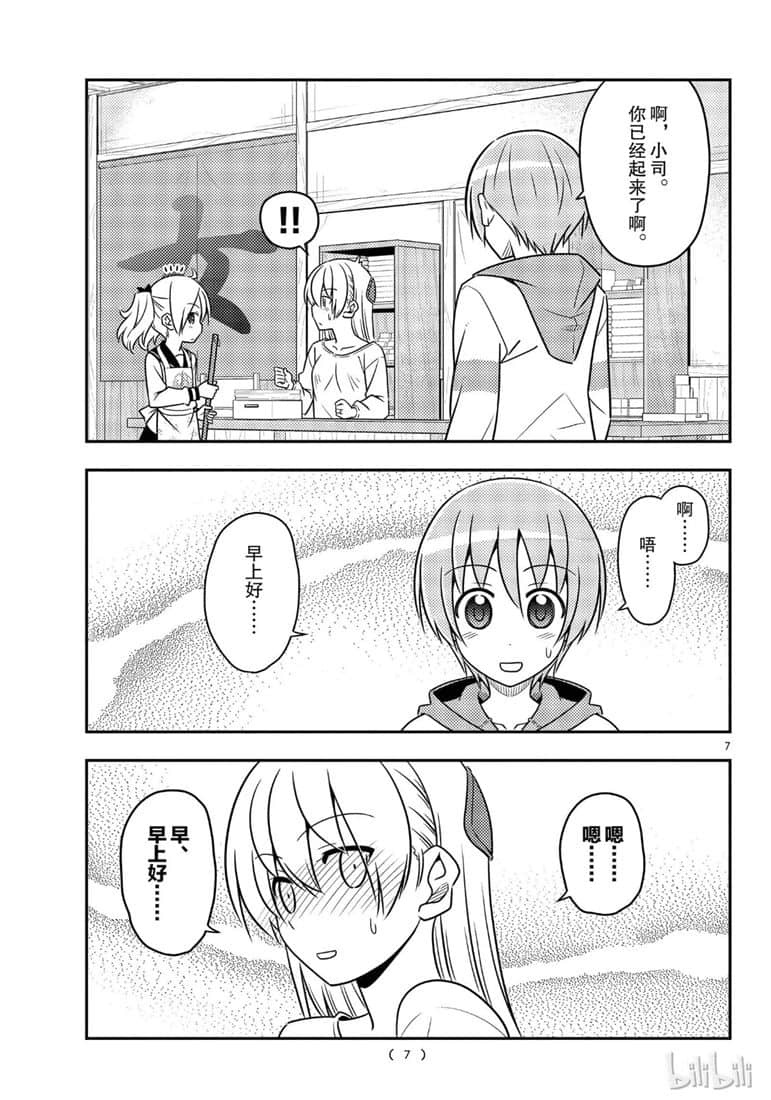 啊，小司。
你已经起来了啊。
!!
女
啊……
唔……
早上好……
7
嗯……
嗯……
早、
早上好……
( 7 )
bilibili